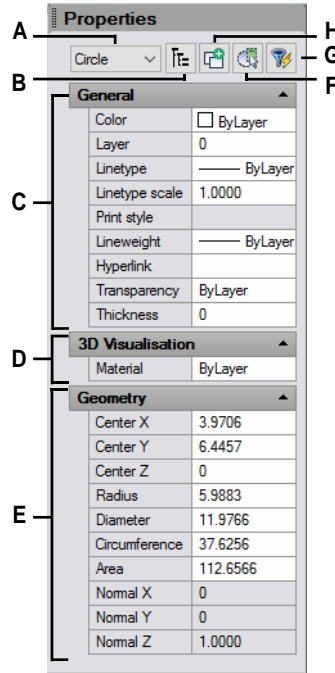 Properties
A
H
Circle
G
B
F
General
Color ByLayer
Layer 0
Linetype ByLayer
C
Linetype scale 1.0000
Print style
Lineweight ByLayer
Hyperlink
Transparency ByLayer
Thickness 0
3D Visualisation
D
Material ByLayer
Geometry
Center X 3.9706
Center Y 6.4457
Center Z 0
Radius 5.9883
E
Diameter 11.9766
Circumference 37.6256
Area 112.6566
Normal X 0
Normal Y 0
Normal Z 1.0000